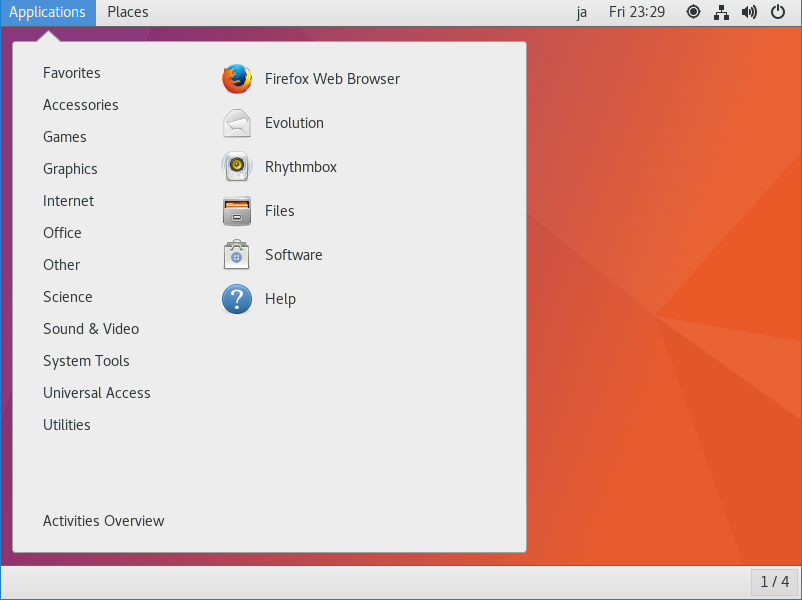 Applications Places ja Fri 23:29
Favorites
Accessories
Games
Graphics
Internet
Office
Other
Science
Sound & Video
System Tools
Universal Access
Utilities
Activities Overview
Firefox Web Browser
Evolution
Rhythmbox
Files
Software
Help
1 / 4